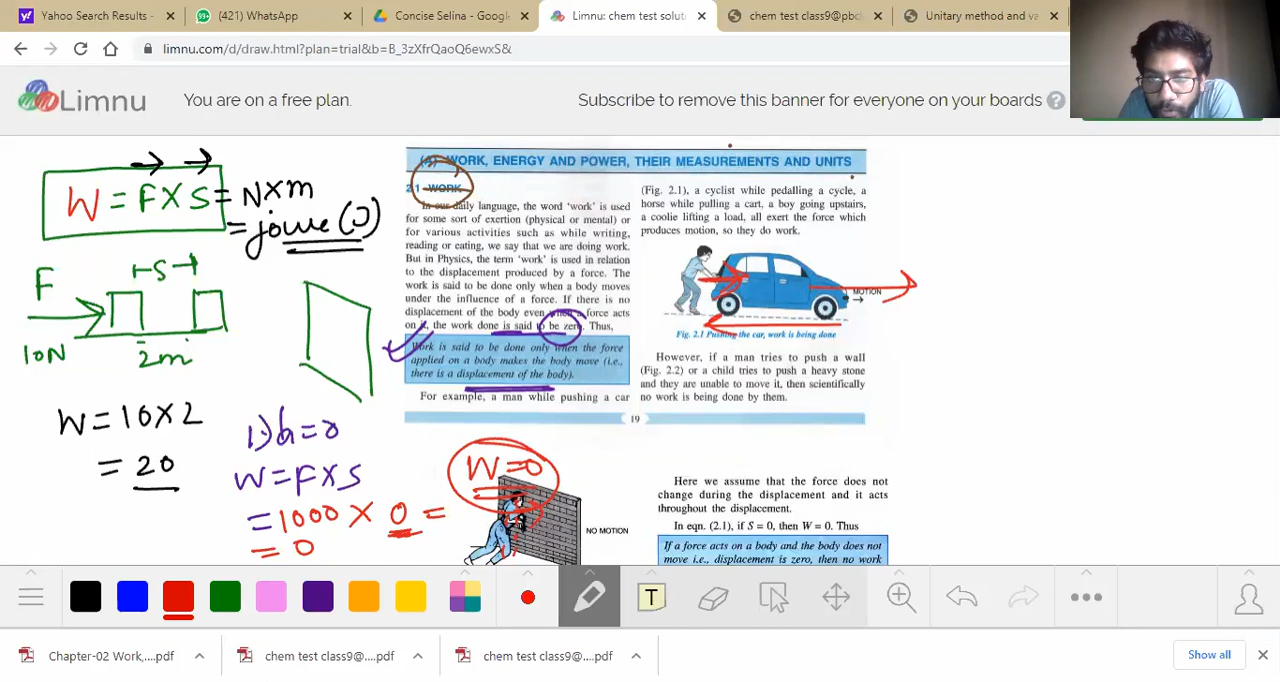 Yahoo Search Results -
(421) WhatsApp
Concise Selina - Google
Limnu: chem test solut
chem test class9@pbc
Unitary method and va
limnu.com/d/draw.html?plan=trial&b=B_3zXfrQaoQ6ewxS&
Limnu
You are on a free plan.
Subscribe to remove this banner for everyone on your boards
W = F X S = N X m
= joule (J)
F
S
10N
2m
W = 10 X 2
= 20
W = F X S
= 1000 X 0 =
= 0
(A) WORK, ENERGY AND POWER, THEIR MEASUREMENTS AND UNITS
2.1 WORK
In our daily language, the word 'work' is used
for some sort of exertion (physical or mental) or
for various activities such as while writing,
reading or eating, we say that we are doing work.
But in Physics, the term 'work' is used in relation
to the displacement produced by a force. The
work is said to be done only when a body moves
under the influence of a force. If there is no
displacement of the body even when a force acts
on it, the work done is said to be zero. Thus,
Work is said to be done only when the force
applied on a body makes the body move (i.e.,
there is a displacement of the body).
For example, a man while pushing a car
(Fig. 2.1), a cyclist while pedalling a cycle, a
horse while pulling a cart, a boy going upstairs,
a coolie lifting a load, all exert the force which
produces motion, so they do work.
MOTION
Fig. 2.1 Pushing the car, work is being done
However, if a man tries to push a wall
(Fig. 2.2) or a child tries to push a heavy stone
and they are unable to move it, then scientifically
no work is being done by them.
19
W = 0
NO MOTION
Here we assume that the force does not
change during the displacement and it acts
throughout the displacement.
In eqn. (2.1), if S = 0, then W = 0. Thus
If a force acts on a body and the body does not
move i.e., displacement is zero, then no work
T
Chapter-02 Work,....pdf
chem test class9@....pdf
chem test class9@....pdf
Show all